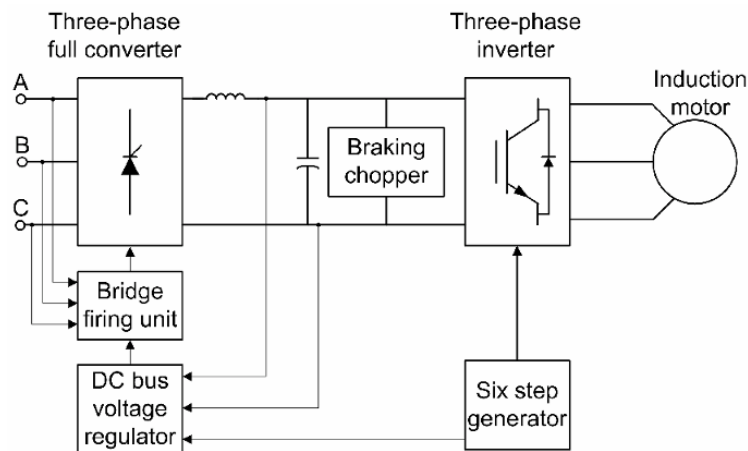 Three-phase
full converter
Three-phase
inverter
Induction
motor
A
B
C
Braking
chopper
Bridge
firing unit
DC bus
voltage
regulator
Six step
generator